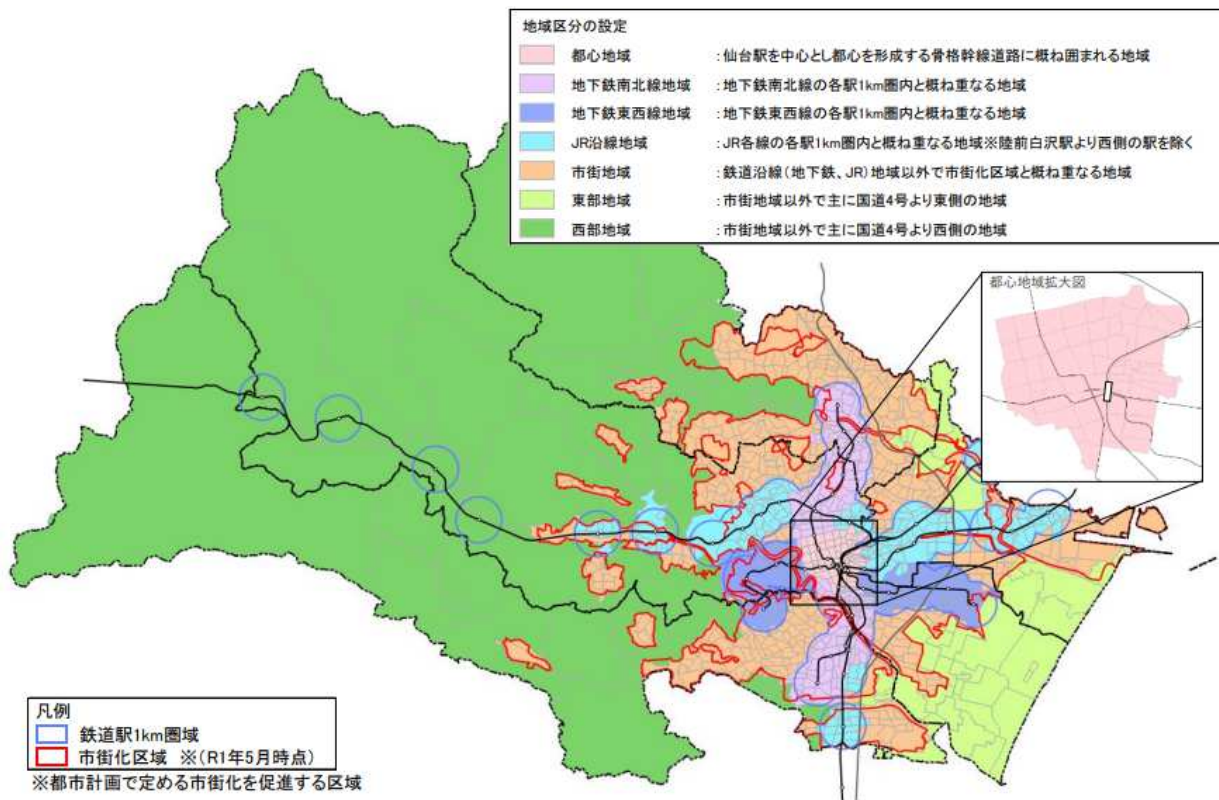 地域区分の設定
都心地域 :仙台駅を中心とし都心を形成する骨格幹線道路に概ね囲まれる地域
地下鉄南北線地域 :地下鉄南北線の各駅1km圏内と概ね重なる地域
地下鉄東西線地域 :地下鉄東西線の各駅1km圏内と概ね重なる地域
JR沿線地域 :JR各線の各駅1km圏内と概ね重なる地域※陸前白沢駅より西側の駅を除く
市街地域 :鉄道沿線(地下鉄、JR)地域以外で市街化区域と概ね重なる地域
東部地域 :市街地域以外で主に国道4号より東側の地域
西部地域 :市街地域以外で主に国道4号より西側の地域
都心地域拡大図
凡例
鉄道駅1km圏域
市街化区域 ※(R1年5月時点)
※都市計画で定める市街化を促進する区域